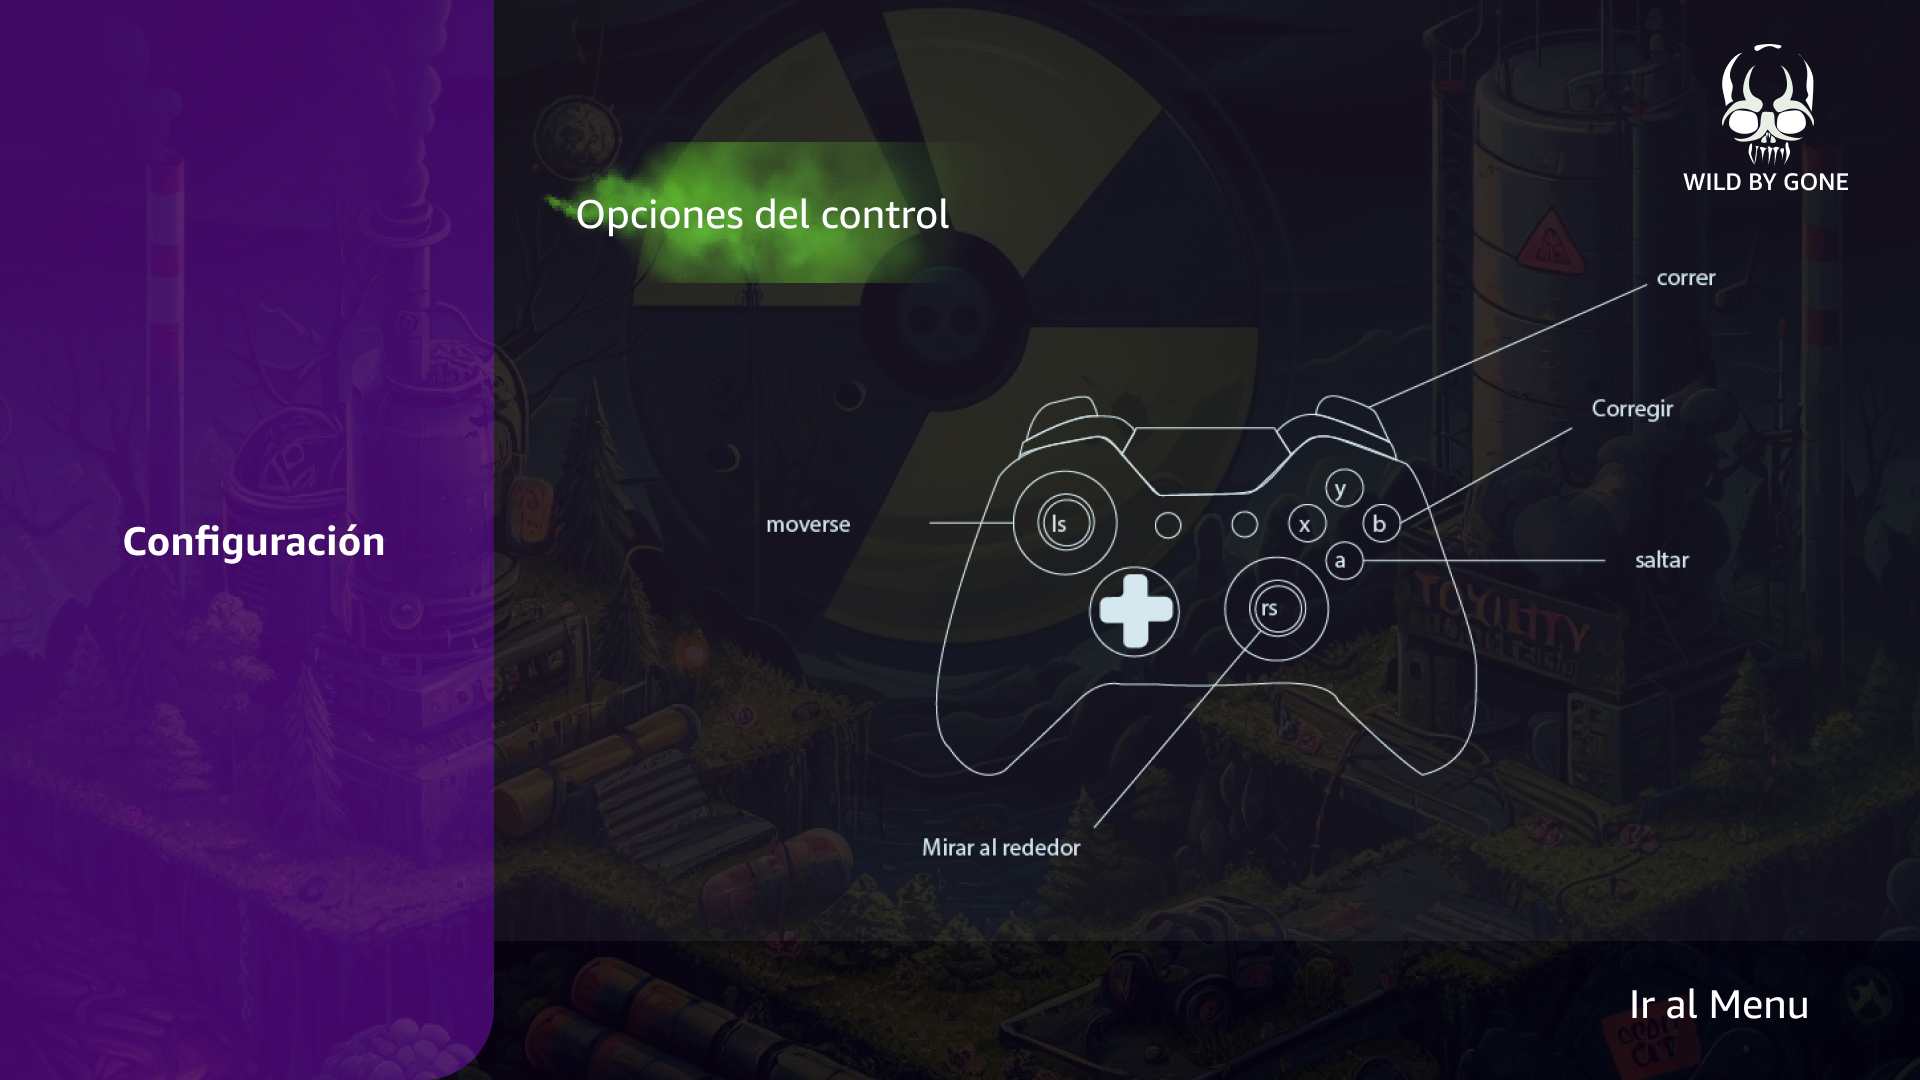 WILD BY GONE
Opciones del control
correr
Corregir
y
ls
x
b
moverse
a
saltar
rs
Configuración
Mirar al rededor
Ir al Menu